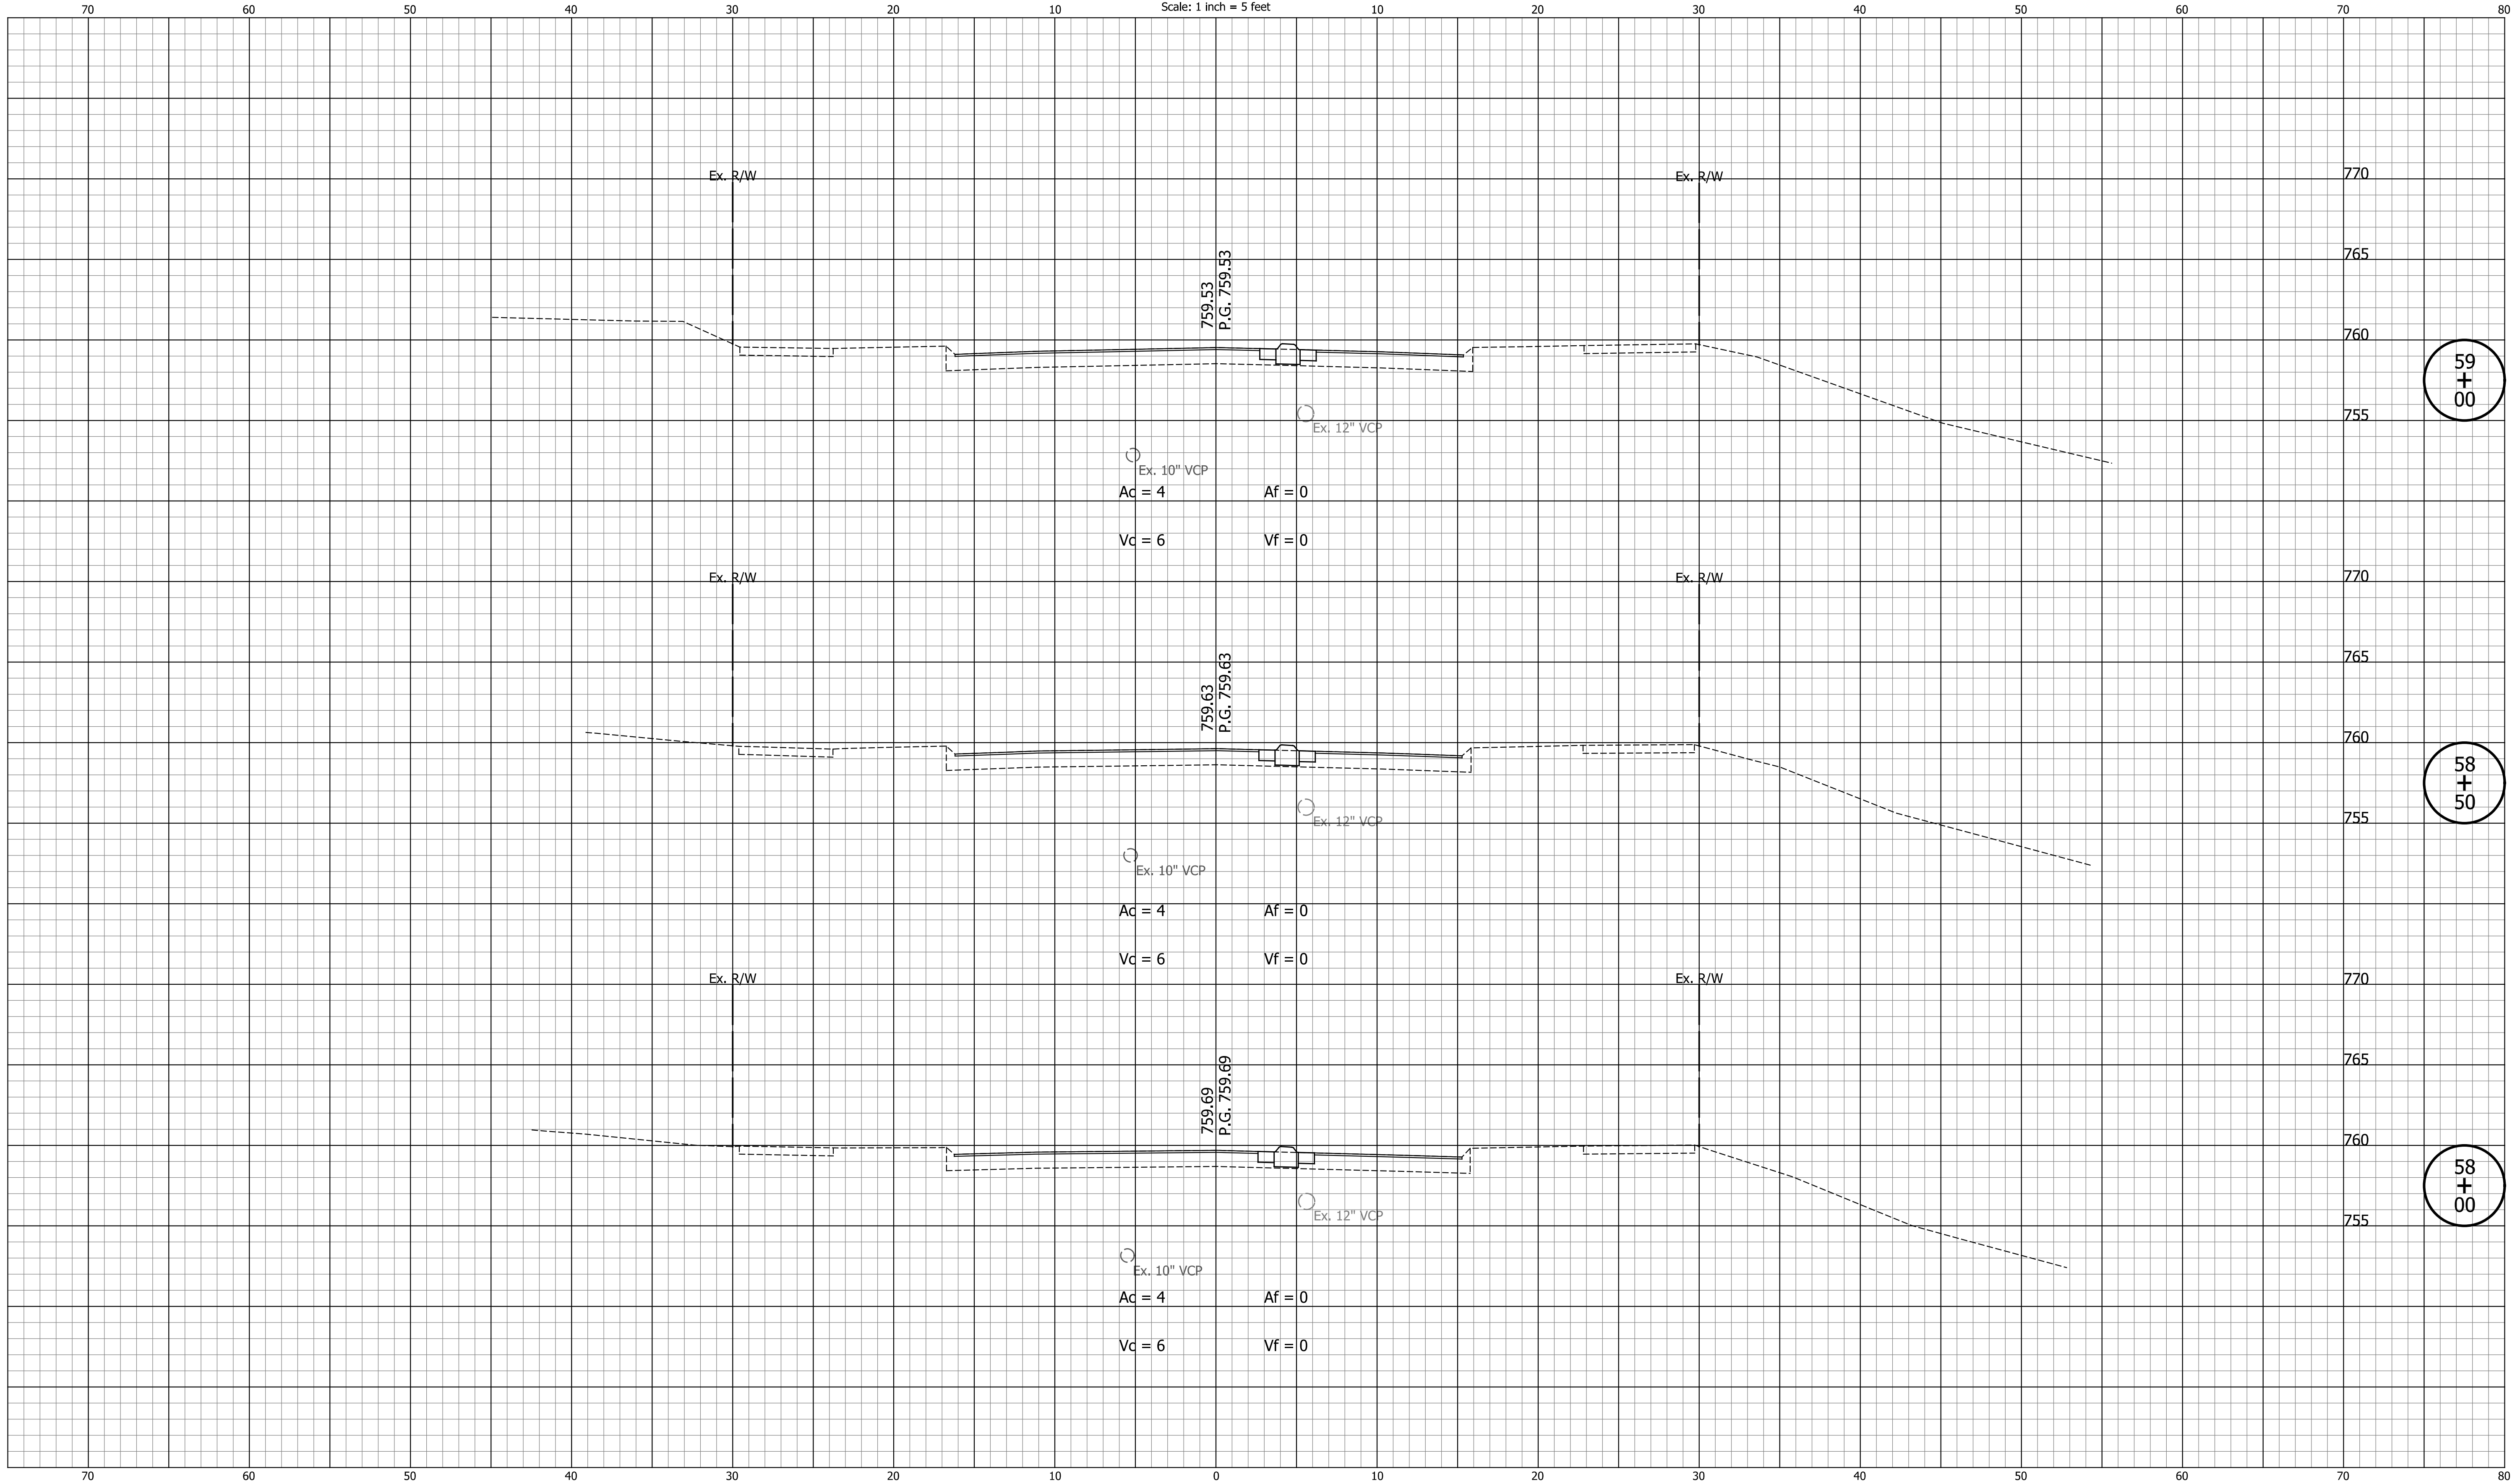 70 60 50 40 30 20 10 Scale: 1 inch = 5 feet 10 20 30 40 50 60 70 80
Ex. R/W Ex. R/W 770
765
759.53
P.G. 759.53
760
59
+
00
755
Ex. 12" VCP
Ex. 10" VCP
Ac = 4 Af = 0
Vc = 6 Vf = 0
Ex. R/W Ex. R/W 770
765
759.63
P.G. 759.63
760
58
+
50
755
Ex. 12" VCP
Ex. 10" VCP
Ac = 4 Af = 0
Vc = 6 Vf = 0
Ex. R/W Ex. R/W 770
765
759.69
P.G. 759.69
760
58
+
00
755
Ex. 12" VCP
Ex. 10" VCP
Ac = 4 Af = 0
Vc = 6 Vf = 0
70 60 50 40 30 20 10 0 10 20 30 40 50 60 70 80